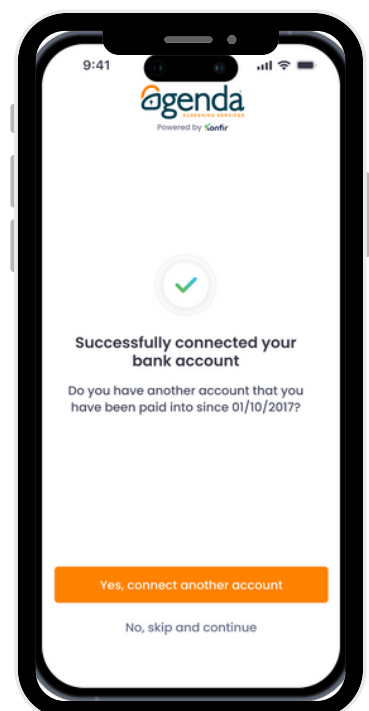 9:41
agenda
SCREENING SERVICES
Powered by Konfir
Successfully connected your
bank account
Do you have another account that you
have been paid into since 01/10/2017?
Yes, connect another account
No, skip and continue